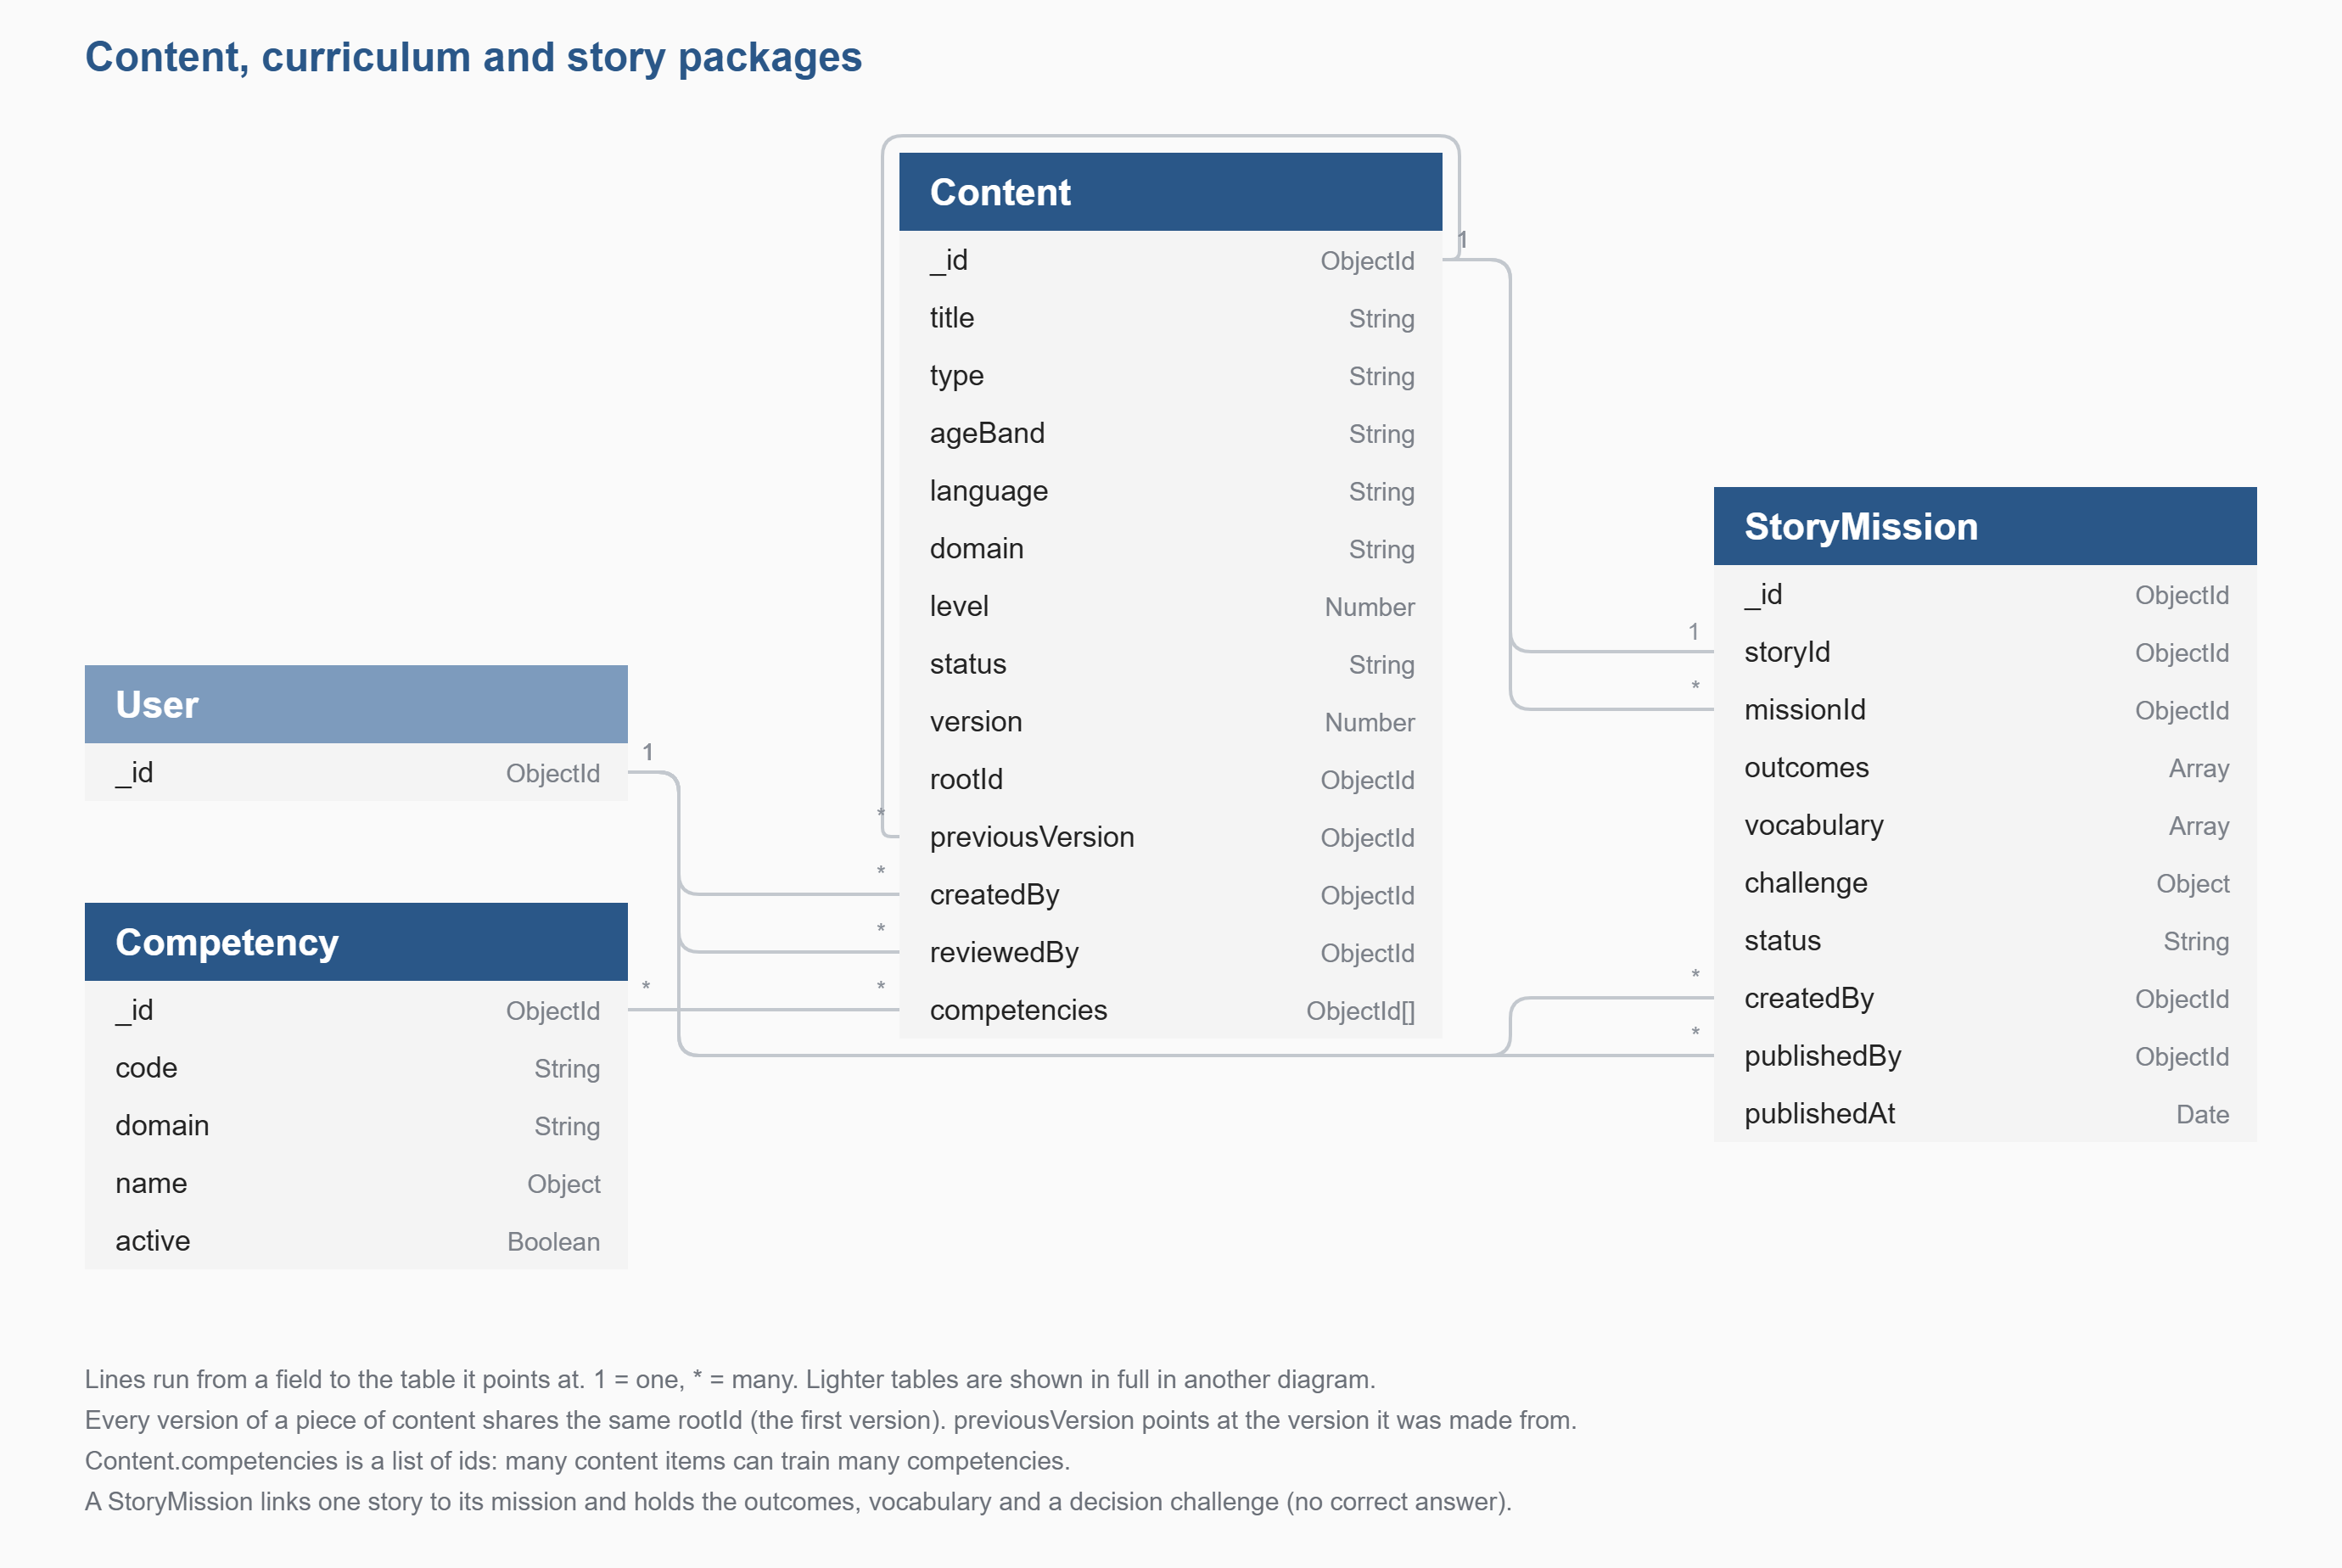 Content, curriculum and story packages
Content
_id ObjectId
1
title String
type String
ageBand String
language String
domain String
level Number
status String
version Number
rootId ObjectId
*
previousVersion ObjectId
*
createdBy ObjectId
*
reviewedBy ObjectId
*
competencies ObjectId[]
User
_id ObjectId
1
Competency
_id ObjectId
*
code String
domain String
name Object
active Boolean
StoryMission
_id ObjectId
1
storyId ObjectId
*
missionId ObjectId
outcomes Array
vocabulary Array
challenge Object
status String
*
createdBy ObjectId
*
publishedBy ObjectId
publishedAt Date
Lines run from a field to the table it points at. 1 = one, * = many. Lighter tables are shown in full in another diagram.
Every version of a piece of content shares the same rootId (the first version). previousVersion points at the version it was made from.
Content.competencies is a list of ids: many content items can train many competencies.
A StoryMission links one story to its mission and holds the outcomes, vocabulary and a decision challenge (no correct answer).